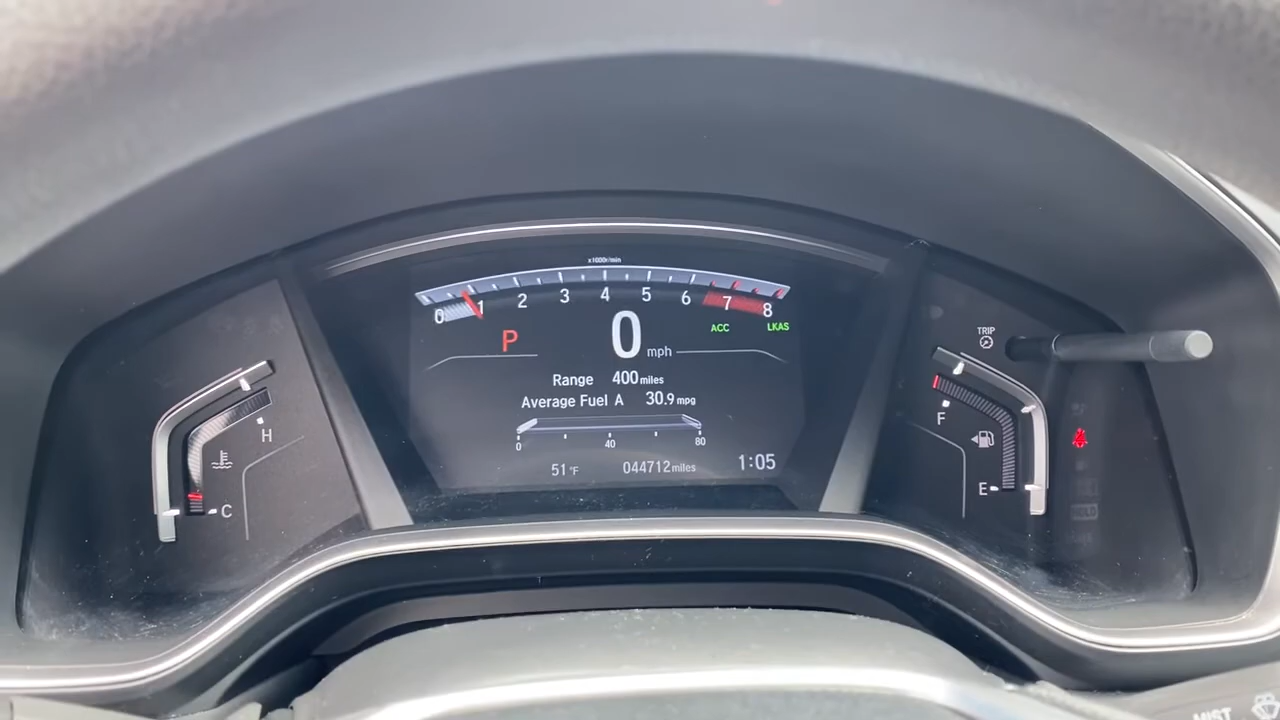 x1000r/min
0 1 2 3 4 5 6 7 8
ACC LKAS
P 0 mph
Range 400 miles
Average Fuel A 30.9 mpg
0 40 80
51 °F 044712 miles 1:05
H
C
TRIP
F
E
MIST